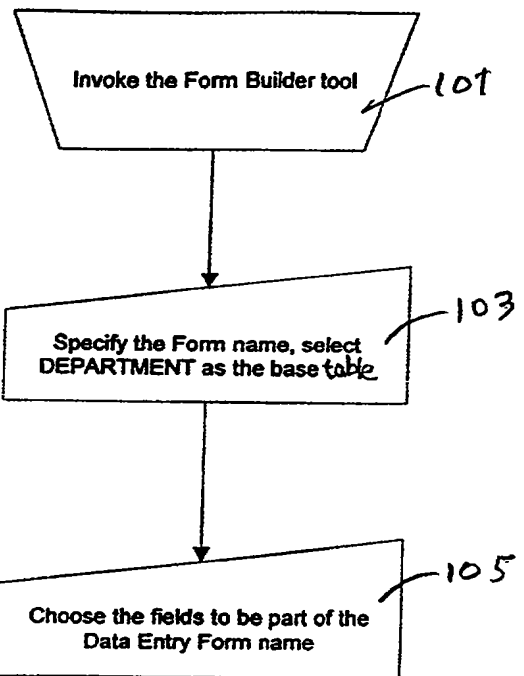 Invoke the Form Builder tool
101
Specify the Form name, select
DEPARTMENT as the base table
103
Choose the fields to be part of the
Data Entry Form name
105